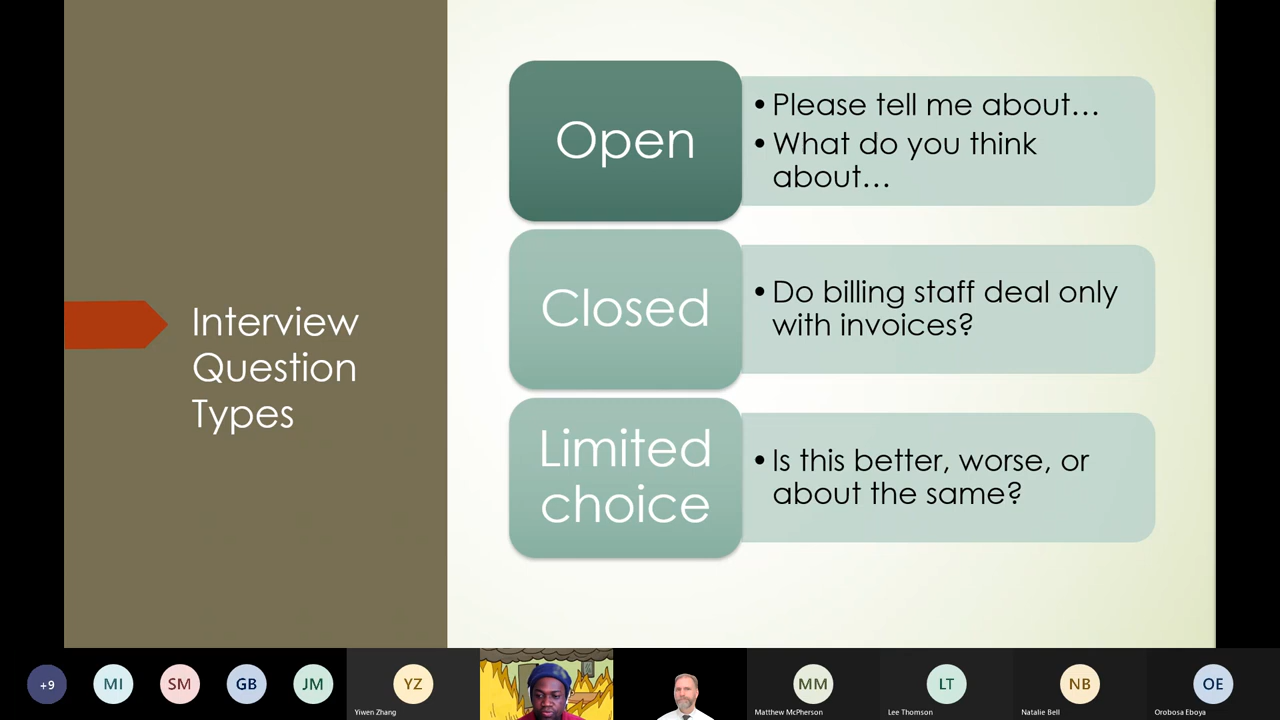 Interview
Question
Types
Open
• Please tell me about…
• What do you think
about…
Closed
• Do billing staff deal only
with invoices?
Limited
choice
• Is this better, worse, or
about the same?
+9
MI
SM
GB
JM
YZ
Yiwen Zhang
MM
Matthew McPherson
LT
Lee Thomson
NB
Natalie Bell
OE
Orobosa Eboya